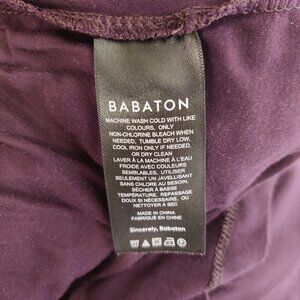 BABATON
MACHINE WASH COLD WITH LIKE
COLOURS, ONLY
NON-CHLORINE BLEACH WHEN
NEEDED, TUMBLE DRY LOW,
COOL IRON ONLY IF NEEDED,
OR DRY CLEAN
LAVER À LA MACHINE À L'EAU
FROIDE AVEC COULEURS
SEMBLABLES, UTILISER
SEULEMENT UN JAVELLISANT
SANS CHLORE AU BESOIN,
SÉCHER À BASSE
TEMPÉRATURE, REPASSAGE
DOUX SI NÉCESSAIRE, OU
NETTOYER À SEC
MADE IN CHINA
FABRIQUÉ EN CHINE
Sincerely, Babaton